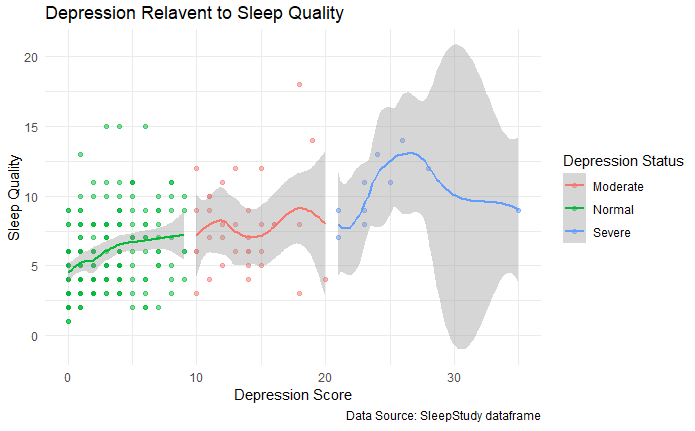 Depression Relavent to Sleep Quality
20
15
10
5
0
Sleep Quality
0 10 20 30
Depression Score
Depression Status
Moderate
Normal
Severe
Data Source: SleepStudy dataframe